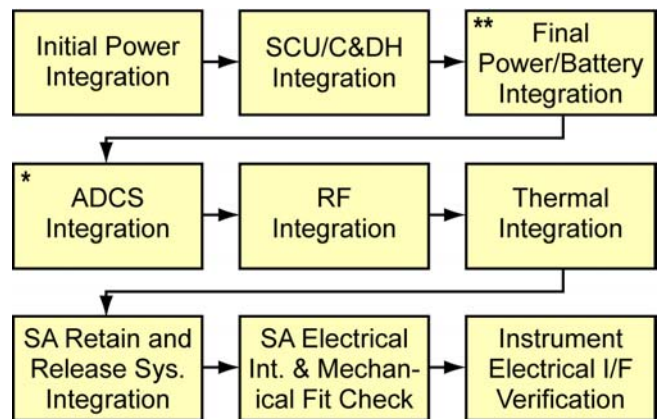 Initial Power
Integration
SCU/C&DH
Integration
** Final
Power/Battery
Integration
*
ADCS
Integration
RF
Integration
Thermal
Integration
SA Retain and
Release Sys.
Integration
SA Electrical
Int. & Mechan-
ical Fit Check
Instrument
Electrical I/F
Verification